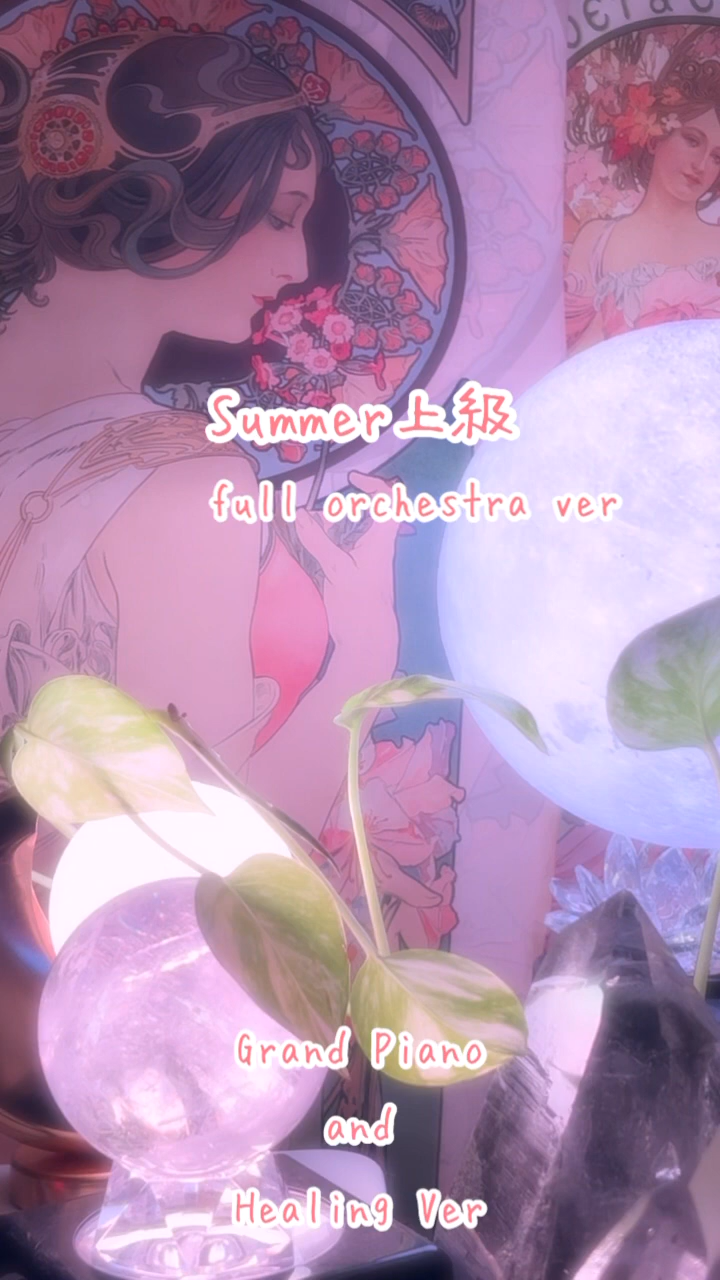 Summer上級
full orchestra ver
Grand Piano
and
Healing Ver